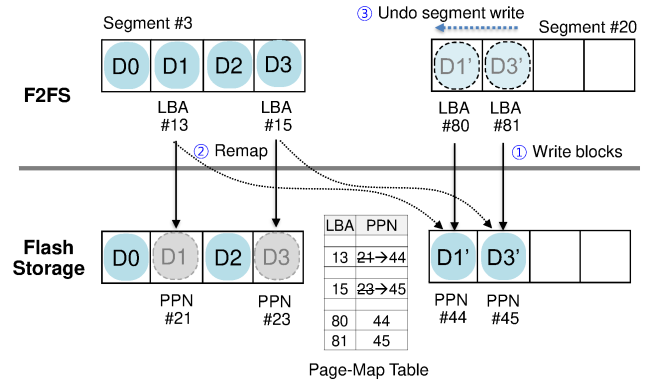 ③ Undo segment write
Segment #3
Segment #20
D0 D1 D2 D3
D1’ D3’
F2FS
LBA #13
LBA #15
LBA #80
LBA #81
② Remap
① Write blocks
LBA PPN
13 21→44
15 23→45
80 44
81 45
Flash
Storage
D0 D1 D2 D3
D1’ D3’
PPN #21
PPN #23
PPN #44
PPN #45
Page-Map Table